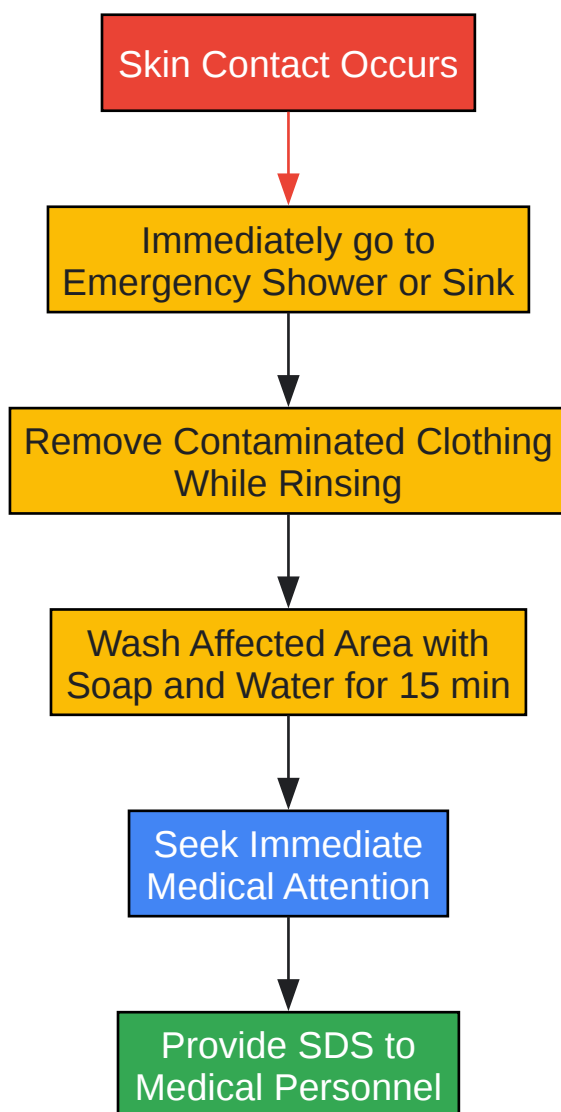 Skin Contact Occurs
Immediately go to
Emergency Shower or Sink
Remove Contaminated Clothing
While Rinsing
Wash Affected Area with
Soap and Water for 15 min
Seek Immediate
Medical Attention
Provide SDS to
Medical Personnel